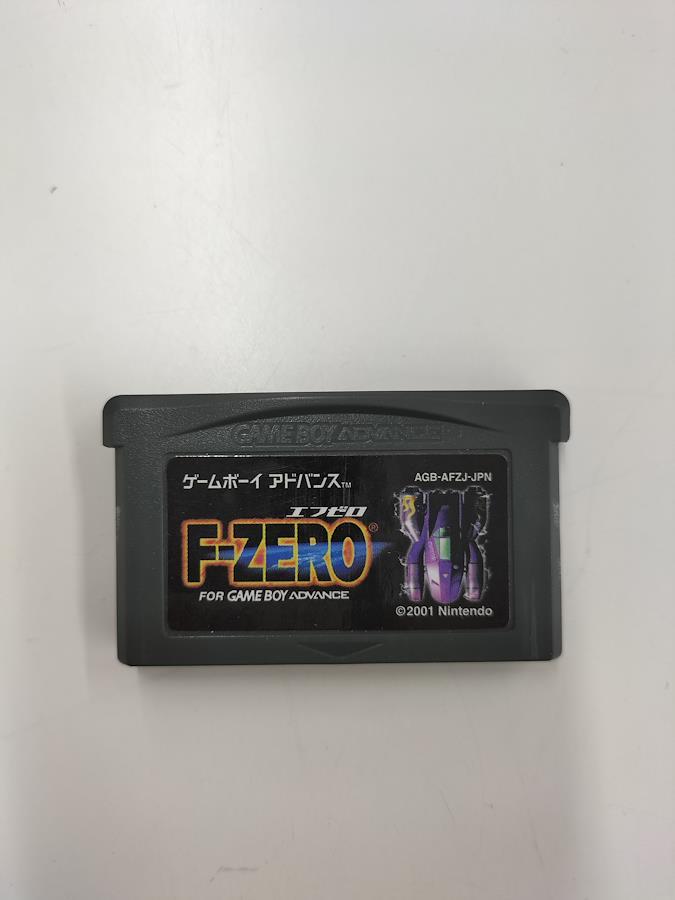 GAME BOY ADVANCE
ゲームボーイ アドバンス™
AGB-AFZJ-JPN
エフゼロ
F-ZERO®
FOR GAME BOY ADVANCE
©2001 Nintendo